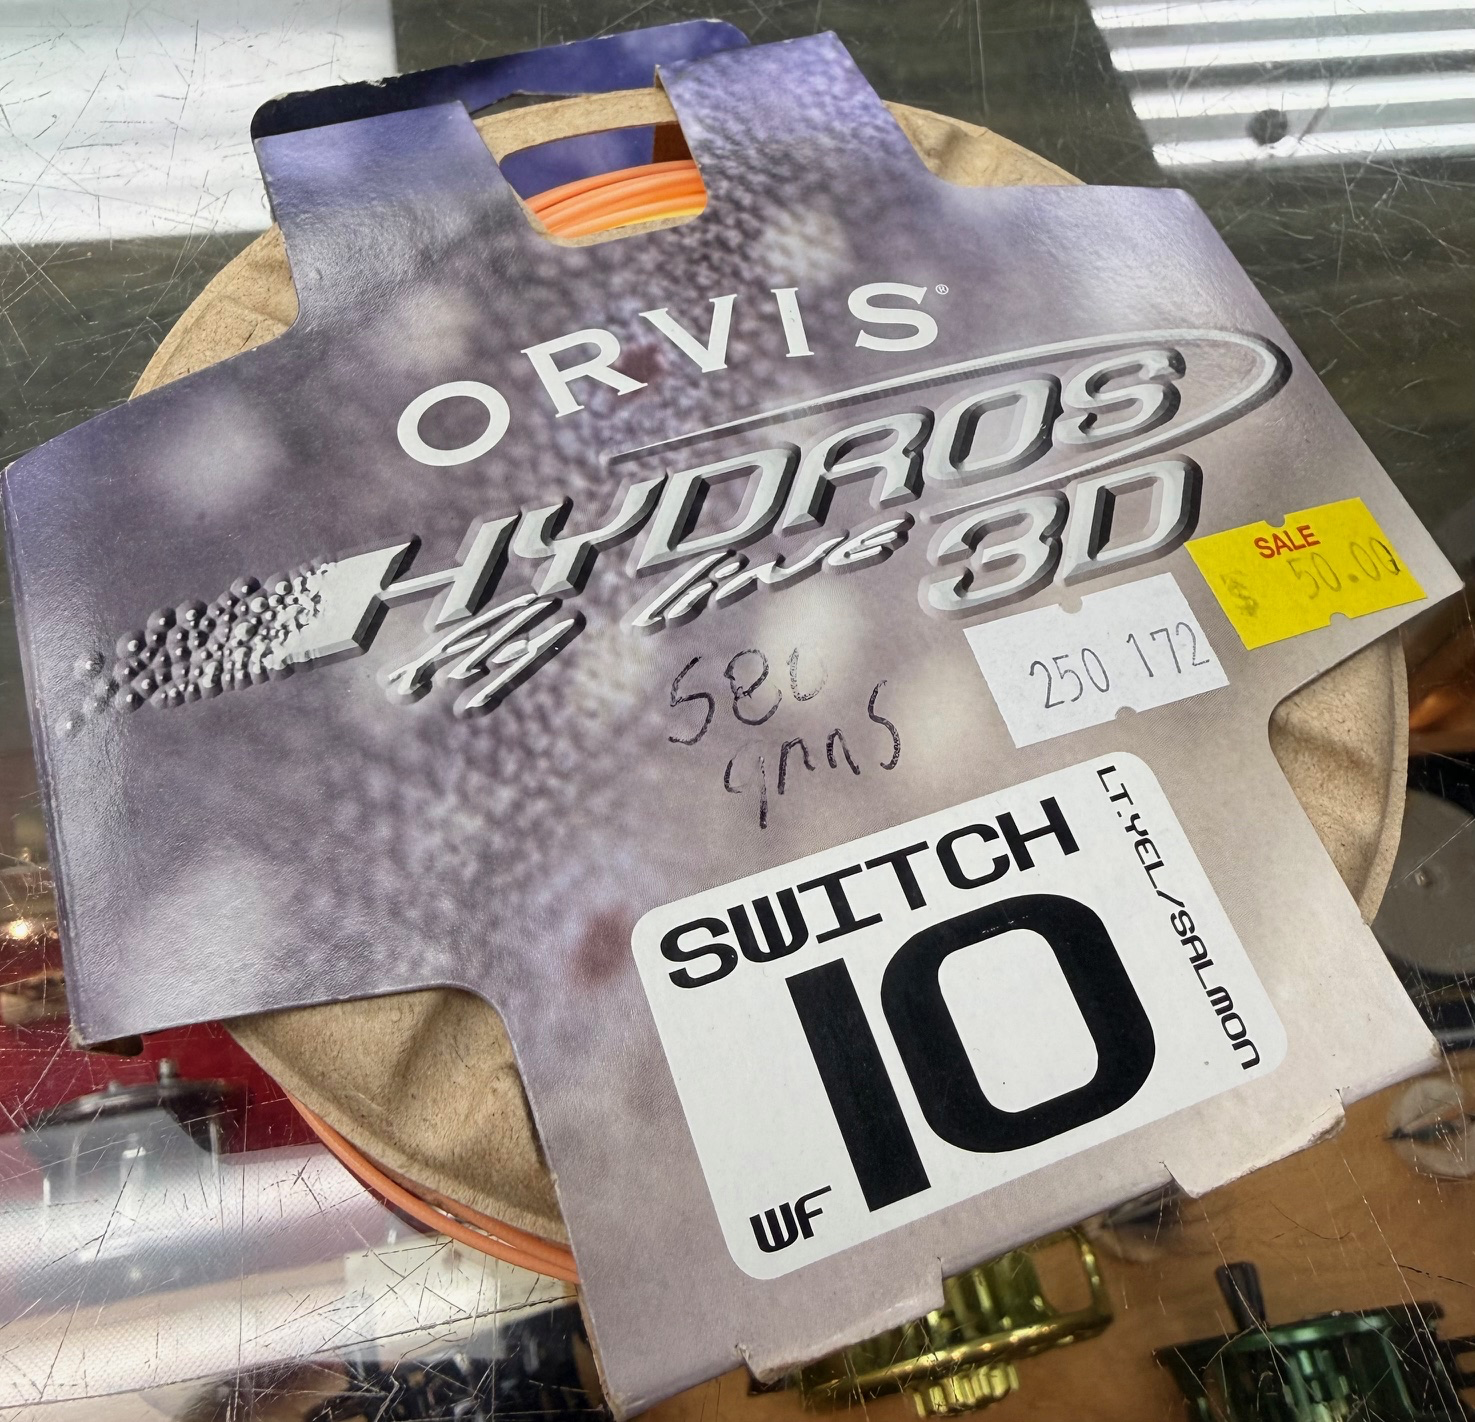 ORVIS®
HYDROS
fly line 3D
SALE
$ 50.00
250 172
580
grns
SWITCH
10
WF
LT.YEL/SALMON